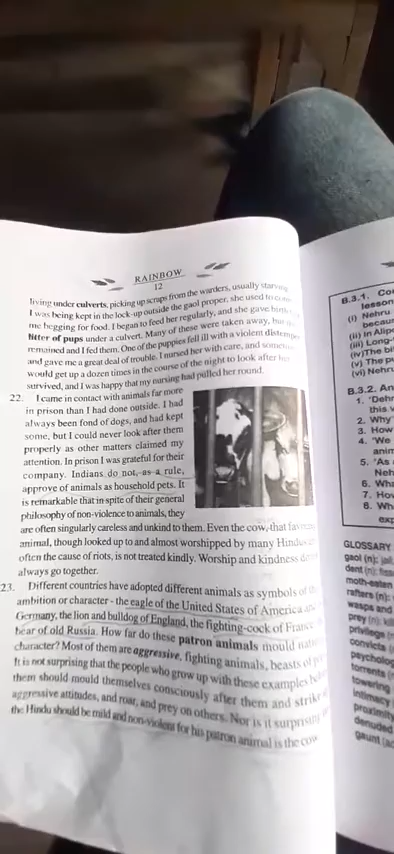 RAINBOW
12
living under culverts, picking up scraps from the warders, usually starving
I was being kept in the lock-up outside the gaol proper, she used to come
me begging for food. I began to feed her regularly, and she gave birth
litter of pups under a culvert. Many of these were taken away, but
remained and I fed them. One of the puppies fell ill with a violent distemper
and gave me a great deal of trouble. I nursed her with care, and
would get up a dozen times in the course of the night to look after her
survived, and I was happy that my nursing had pulled her round.
22. I came in contact with animals far more
in prison than I had done outside. I had
always been fond of dogs, and had kept
some, but I could never look after them
properly as other matters claimed my
attention. In prison I was grateful for their
company. Indians do not, as a rule,
approve of animals as household pets. It
is remarkable that in spite of their general
philosophy of non-violence to animals, they
are often singularly careless and unkind to them. Even the cow, that
animal, though looked up to and almost worshipped by many Hindus
often the cause of riots, is not treated kindly. Worship and kindness do
always go together.
23. Different countries have adopted different animals as symbols of
ambition or character - the eagle of the United States of America and
Germany, the lion and bulldog of England, the fighting-cock of France
bear of old Russia. How far do these patron animals mould
character? Most of them are aggressive, fighting animals, beasts of
It is not surprising that the people who grow up with these examples
them should mould themselves consciously after them and strike
aggressive attitudes, and roar, and prey on others. Nor is it surprising
the Hindu should be mild and non-violent for his patron animal is the cow.
B.3.1. Co
lesson
(i) Nehru
becau
(ii) In Alip
(iii) Long-
(iv) The bi
(v) The p
(vi) Nehru
B.3.2. An
1. 'Deh
this v
2. Why
3. How
4. 'We
anim
5. 'As
Neh
6. Wha
7. How
8. Wh
exp
GLOSSARY
gaol (n): jail
dent (n):
moth-eaten
rafters (n):
wasps and
prey (n):
privilege
convicts
psycholog
torrents
towering
intimacy
proximity
denuded
gaunt